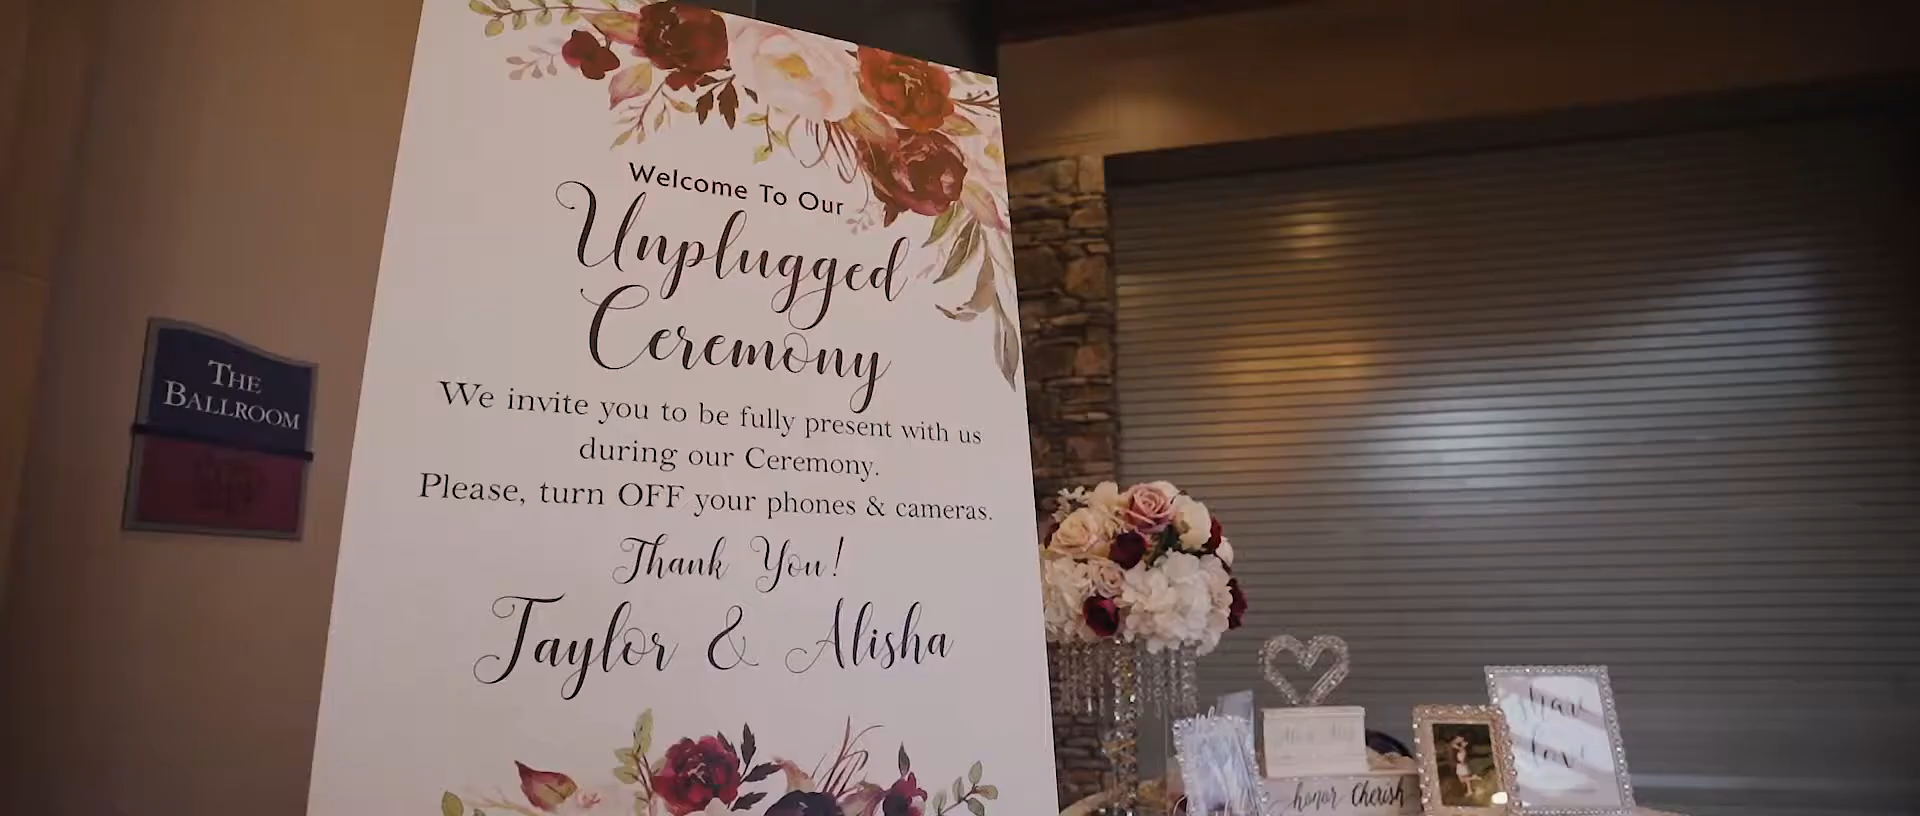 Welcome To Our
Unplugged
Ceremony
We invite you to be fully present with us
during our Ceremony.
Please, turn OFF your phones & cameras.
Thank You!
Taylor & Alisha
THE
BALLROOM
honor Cherish
love